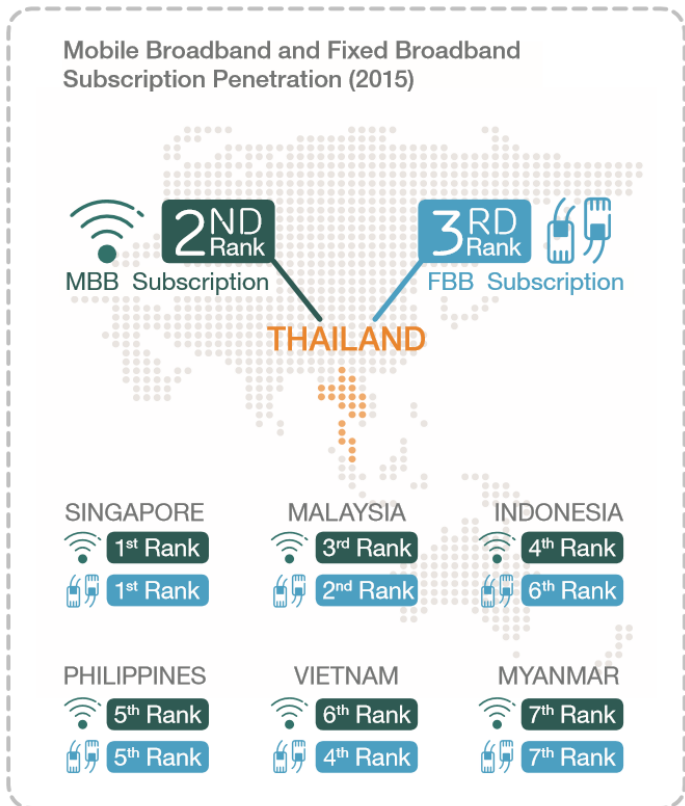 Mobile Broadband and Fixed Broadband
Subscription Penetration (2015)
2ND Rank
3RD Rank
MBB Subscription
FBB Subscription
THAILAND
SINGAPORE
1st Rank
1st Rank
MALAYSIA
3rd Rank
2nd Rank
INDONESIA
4th Rank
6th Rank
PHILIPPINES
5th Rank
5th Rank
VIETNAM
6th Rank
4th Rank
MYANMAR
7th Rank
7th Rank